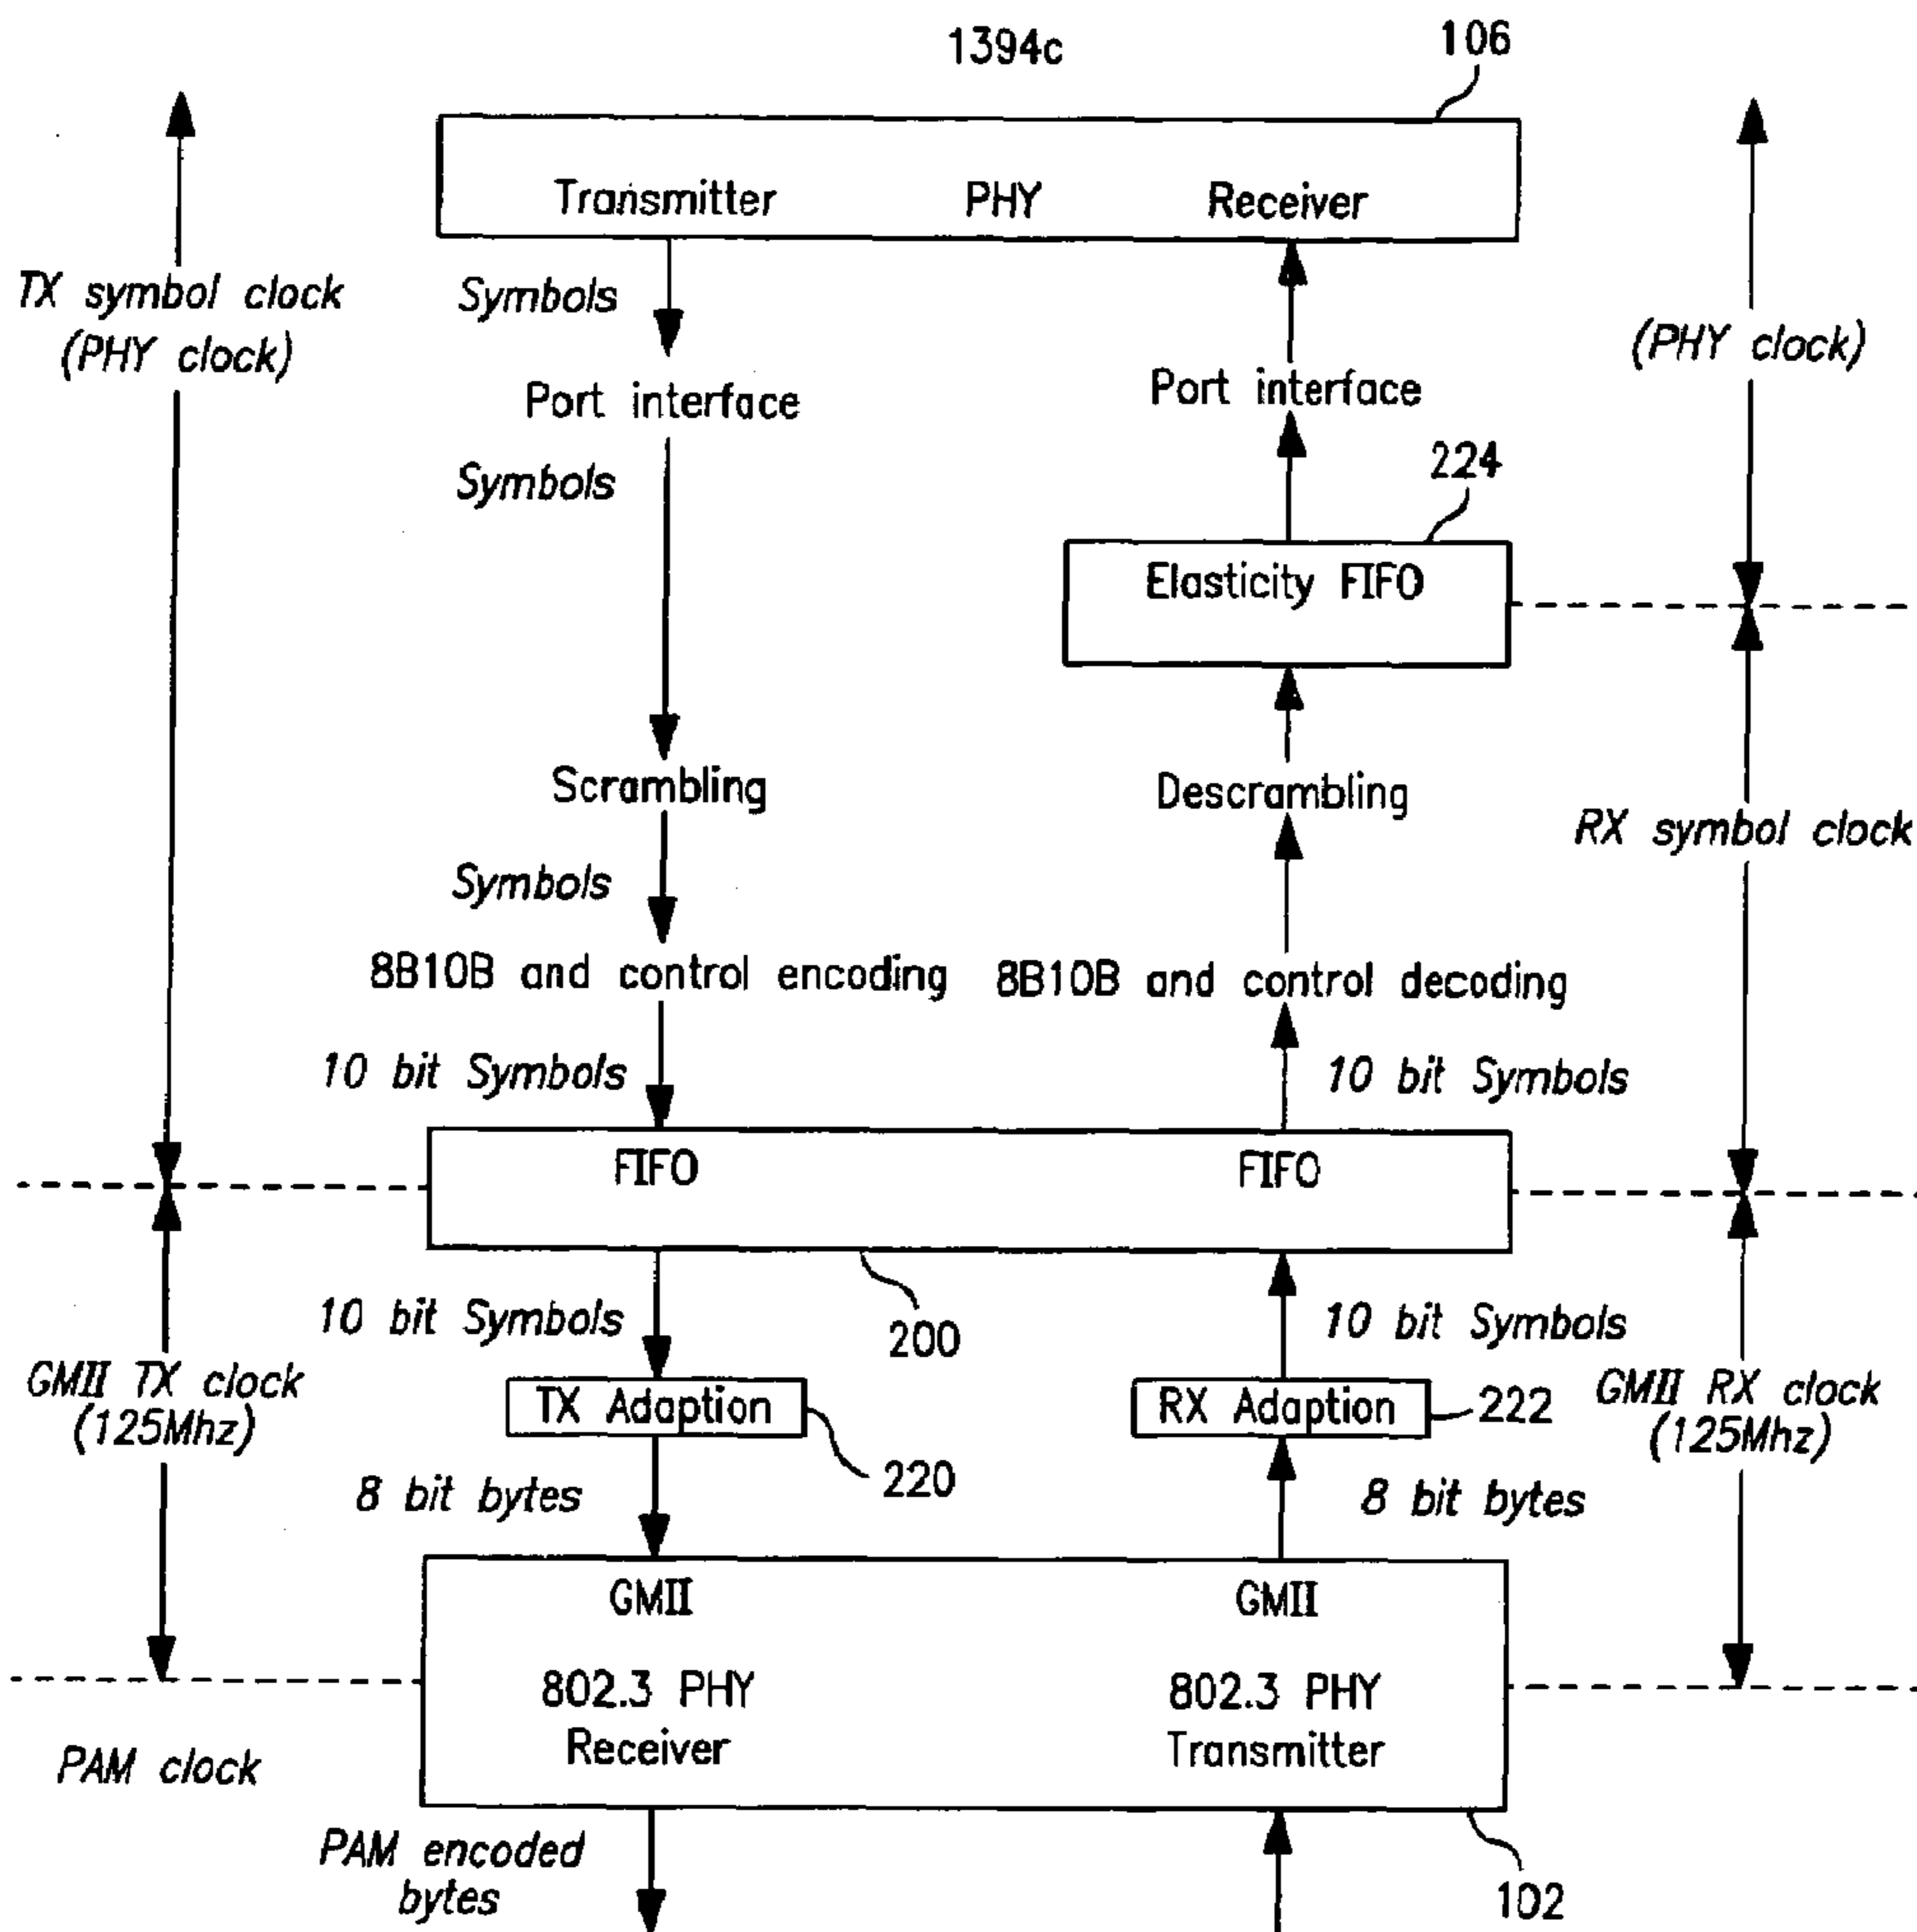 1394c
106
Transmitter PHY Receiver
TX symbol clock
(PHY clock)
Symbols
(PHY clock)
Port interface
Port interface
Symbols
224
Elasticity FIFO
Scrambling
Descrambling
RX symbol clock
Symbols
8B10B and control encoding
8B10B and control decoding
10 bit Symbols
10 bit Symbols
FIFO
FIFO
10 bit Symbols
200
10 bit Symbols
GMII TX clock
(125Mhz)
TX Adaption
RX Adaption
222
GMII RX clock
(125Mhz)
220
8 bit bytes
8 bit bytes
GMII
GMII
802.3 PHY
Receiver
802.3 PHY
Transmitter
PAM clock
PAM encoded
bytes
102